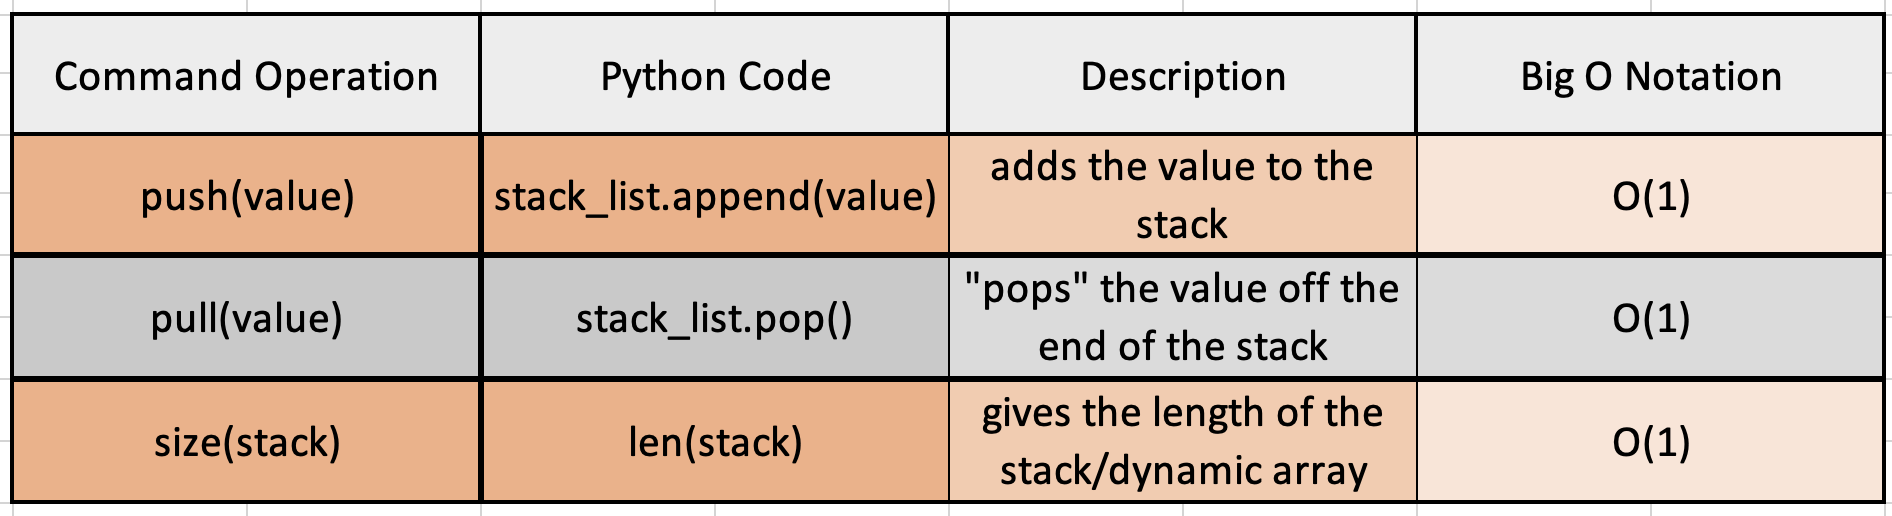 Command Operation
Python Code
Description
Big O Notation
push(value)
stack_list.append(value)
adds the value to the
stack
O(1)
pull(value)
stack_list.pop()
"pops" the value off the
end of the stack
O(1)
size(stack)
len(stack)
gives the length of the
stack/dynamic array
O(1)